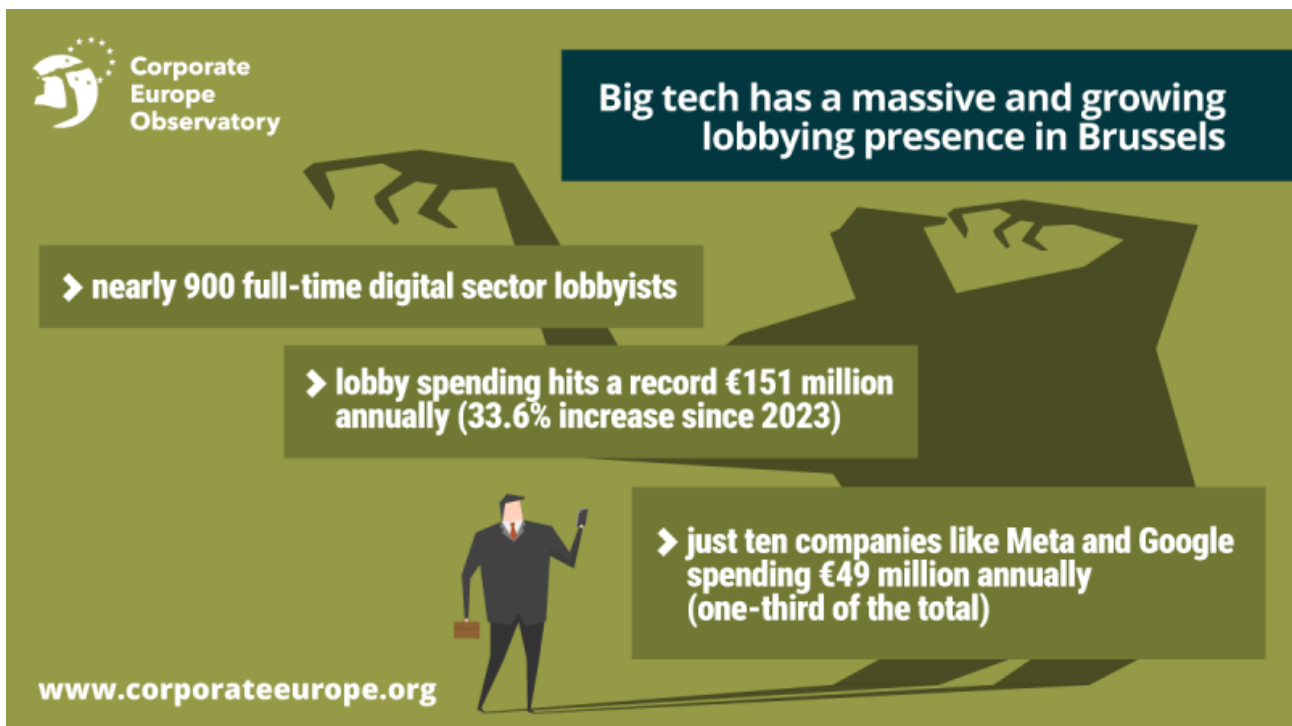 Corporate
Europe
Observatory
Big tech has a massive and growing
lobbying presence in Brussels
nearly 900 full-time digital sector lobbyists
lobby spending hits a record €151 million
annually (33.6% increase since 2023)
just ten companies like Meta and Google
spending €49 million annually
(one-third of the total)
www.corporateeurope.org